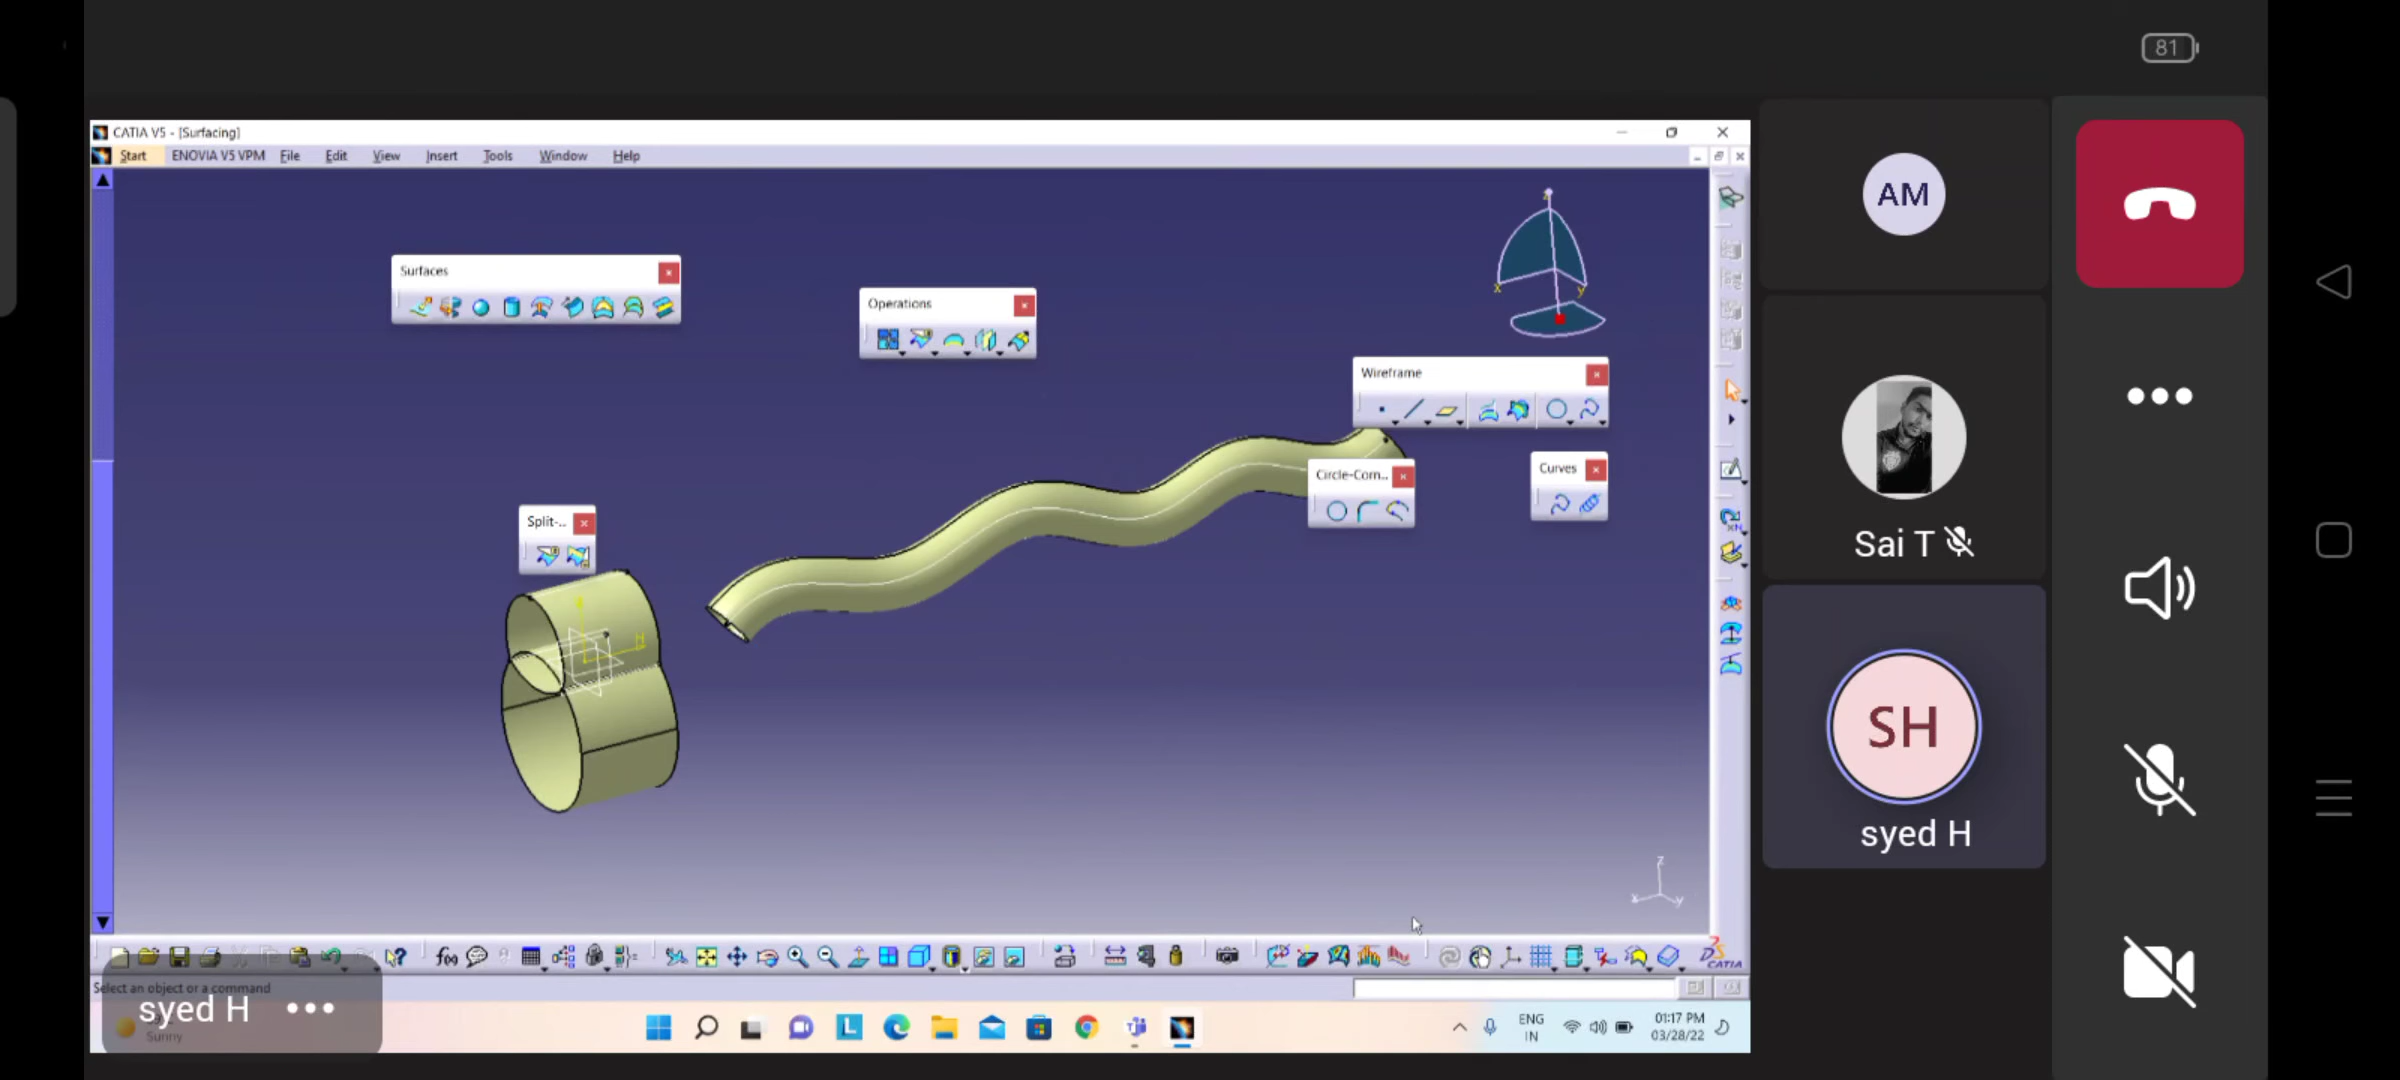 81
CATIA V5 - [Surfacing]
Start ENOVIA V5 VPM File Edit View Insert Tools Window Help
Surfaces
Operations
Wireframe
Circle-Corn...
Curves
Split-...
z
x
y
H
z
x
y
AM
Sai T
SH
syed H
CATIA
Select an object or a command
syed H
Sunny
ENG
IN
01:17 PM
03/28/22